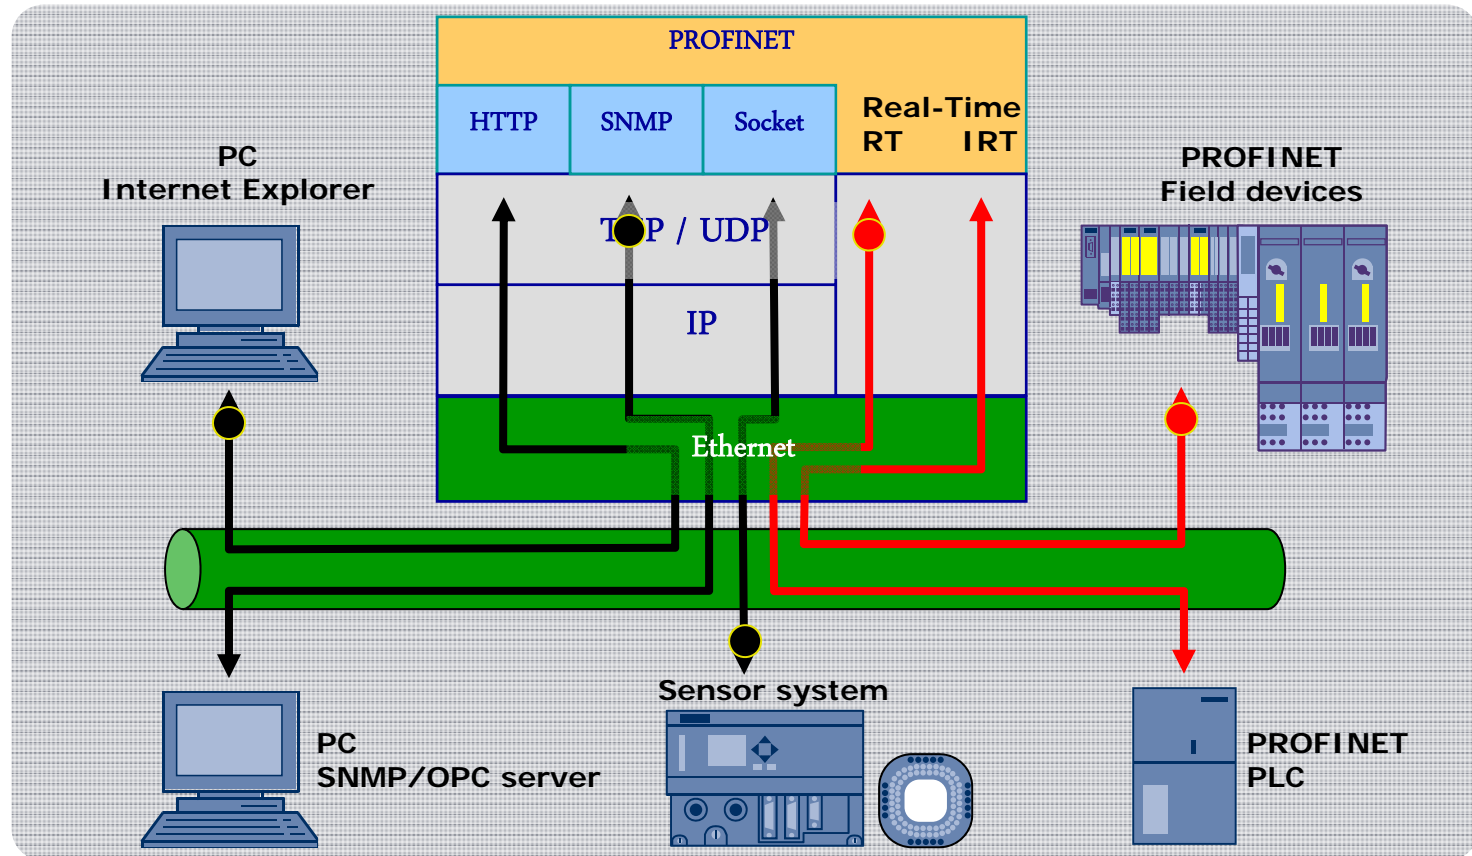 PROFINET
HTTP
SNMP
Socket
Real-Time
RT IRT
PC
Internet Explorer
PROFINET
Field devices
TCP / UDP
IP
Ethernet
Sensor system
PC
SNMP/OPC server
PROFINET
PLC